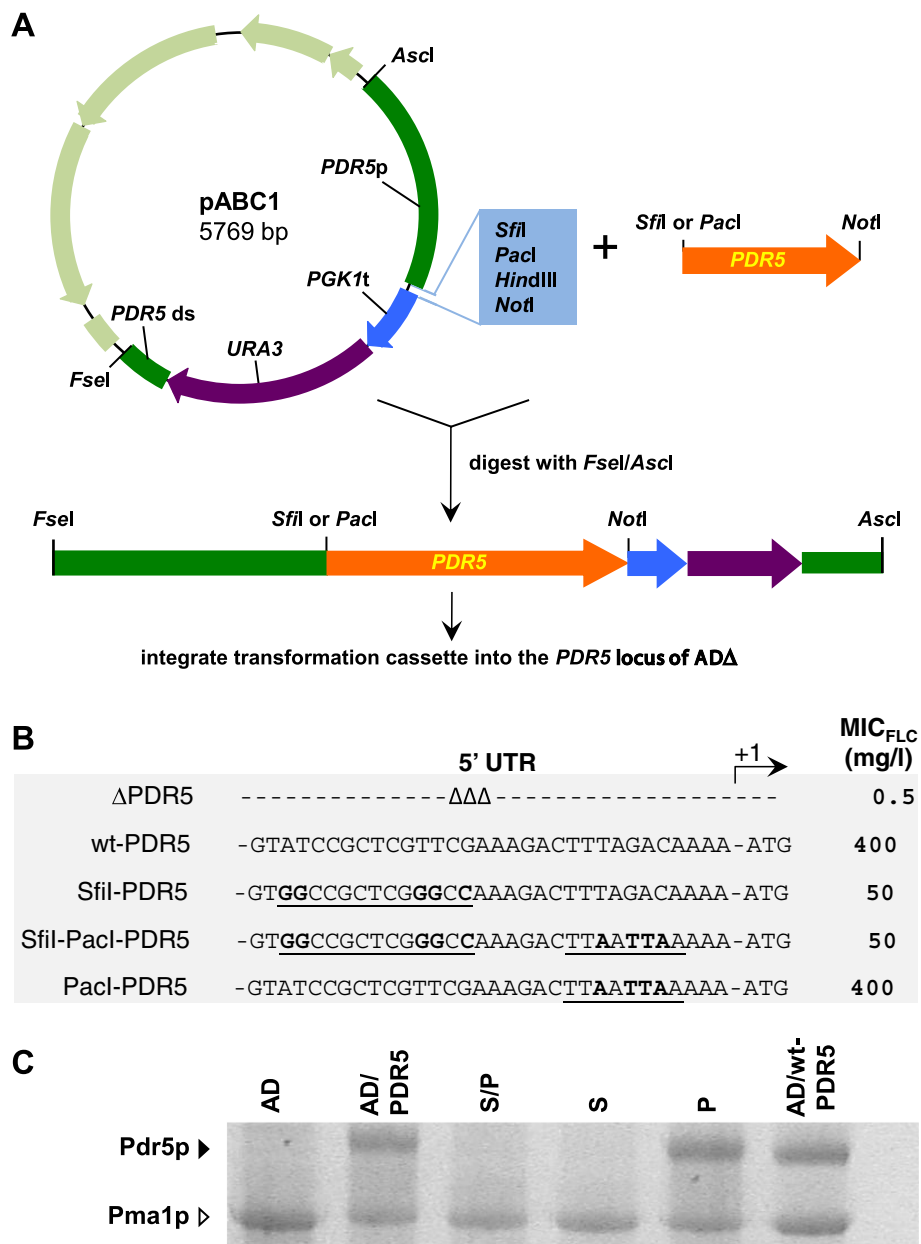 A
AscI
PDR5p
pABC1
5769 bp
SfiI
PacI
HindIII
NotI
+
SfiI or PacI
NotI
PDR5
PGK1t
PDR5 ds
URA3
FseI
digest with FseI/AscI
FseI
SfiI or PacI
NotI
AscI
PDR5
integrate transformation cassette into the PDR5 locus of ADΔ
B
5' UTR
+1
MICFLC
(mg/l)
ΔPDR5 - - - - - - - - - - - - - - - ΔΔΔ - - - - - - - - - - - - - - - - - - - - 0.5
wt-PDR5 -GTATCCGCTCGTTCGAAAGACTTTAGACAAAA-ATG 400
SfiI-PDR5 -GTGGCCGCTCGGGCCAAAGACTTTAGACAAAA-ATG 50
SfiI-PacI-PDR5 -GTGGCCGCTCGGGCCAAAGACTTAATTAAAAA-ATG 50
PacI-PDR5 -GTATCCGCTCGTTCGAAAGACTTAATTAAAAA-ATG 400
C
AD
AD/
PDR5
S/P
S
P
AD/wt-
PDR5
Pdr5p
Pma1p